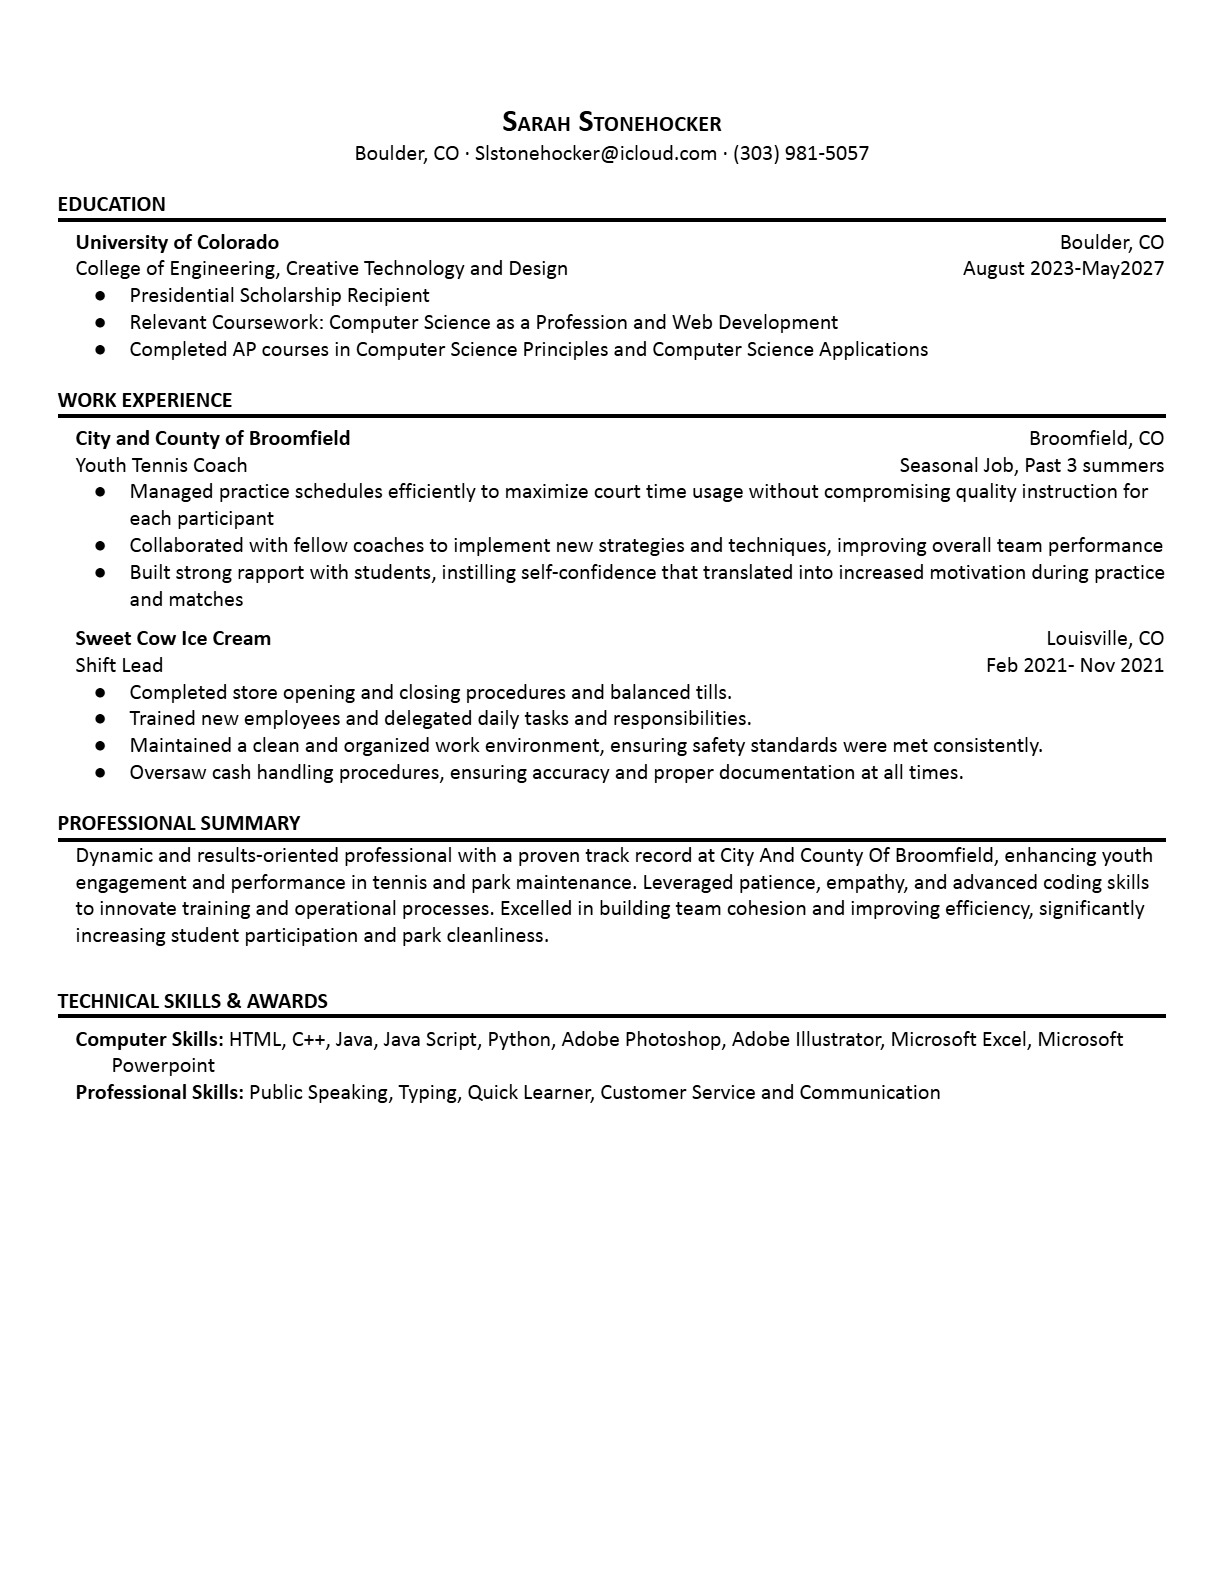 Sarah Stonehocker
Boulder, CO · Slstonehocker@icloud.com · (303) 981-5057
EDUCATION
University of Colorado Boulder, CO
College of Engineering, Creative Technology and Design August 2023-May2027
● Presidential Scholarship Recipient
● Relevant Coursework: Computer Science as a Profession and Web Development
● Completed AP courses in Computer Science Principles and Computer Science Applications
WORK EXPERIENCE
City and County of Broomfield Broomfield, CO
Youth Tennis Coach Seasonal Job, Past 3 summers
● Managed practice schedules efficiently to maximize court time usage without compromising quality instruction for
each participant
● Collaborated with fellow coaches to implement new strategies and techniques, improving overall team performance
● Built strong rapport with students, instilling self-confidence that translated into increased motivation during practice
and matches
Sweet Cow Ice Cream Louisville, CO
Shift Lead Feb 2021- Nov 2021
● Completed store opening and closing procedures and balanced tills.
● Trained new employees and delegated daily tasks and responsibilities.
● Maintained a clean and organized work environment, ensuring safety standards were met consistently.
● Oversaw cash handling procedures, ensuring accuracy and proper documentation at all times.
PROFESSIONAL SUMMARY
Dynamic and results-oriented professional with a proven track record at City And County Of Broomfield, enhancing youth
engagement and performance in tennis and park maintenance. Leveraged patience, empathy, and advanced coding skills
to innovate training and operational processes. Excelled in building team cohesion and improving efficiency, significantly
increasing student participation and park cleanliness.
TECHNICAL SKILLS & AWARDS
Computer Skills: HTML, C++, Java, Java Script, Python, Adobe Photoshop, Adobe Illustrator, Microsoft Excel, Microsoft
Powerpoint
Professional Skills: Public Speaking, Typing, Quick Learner, Customer Service and Communication